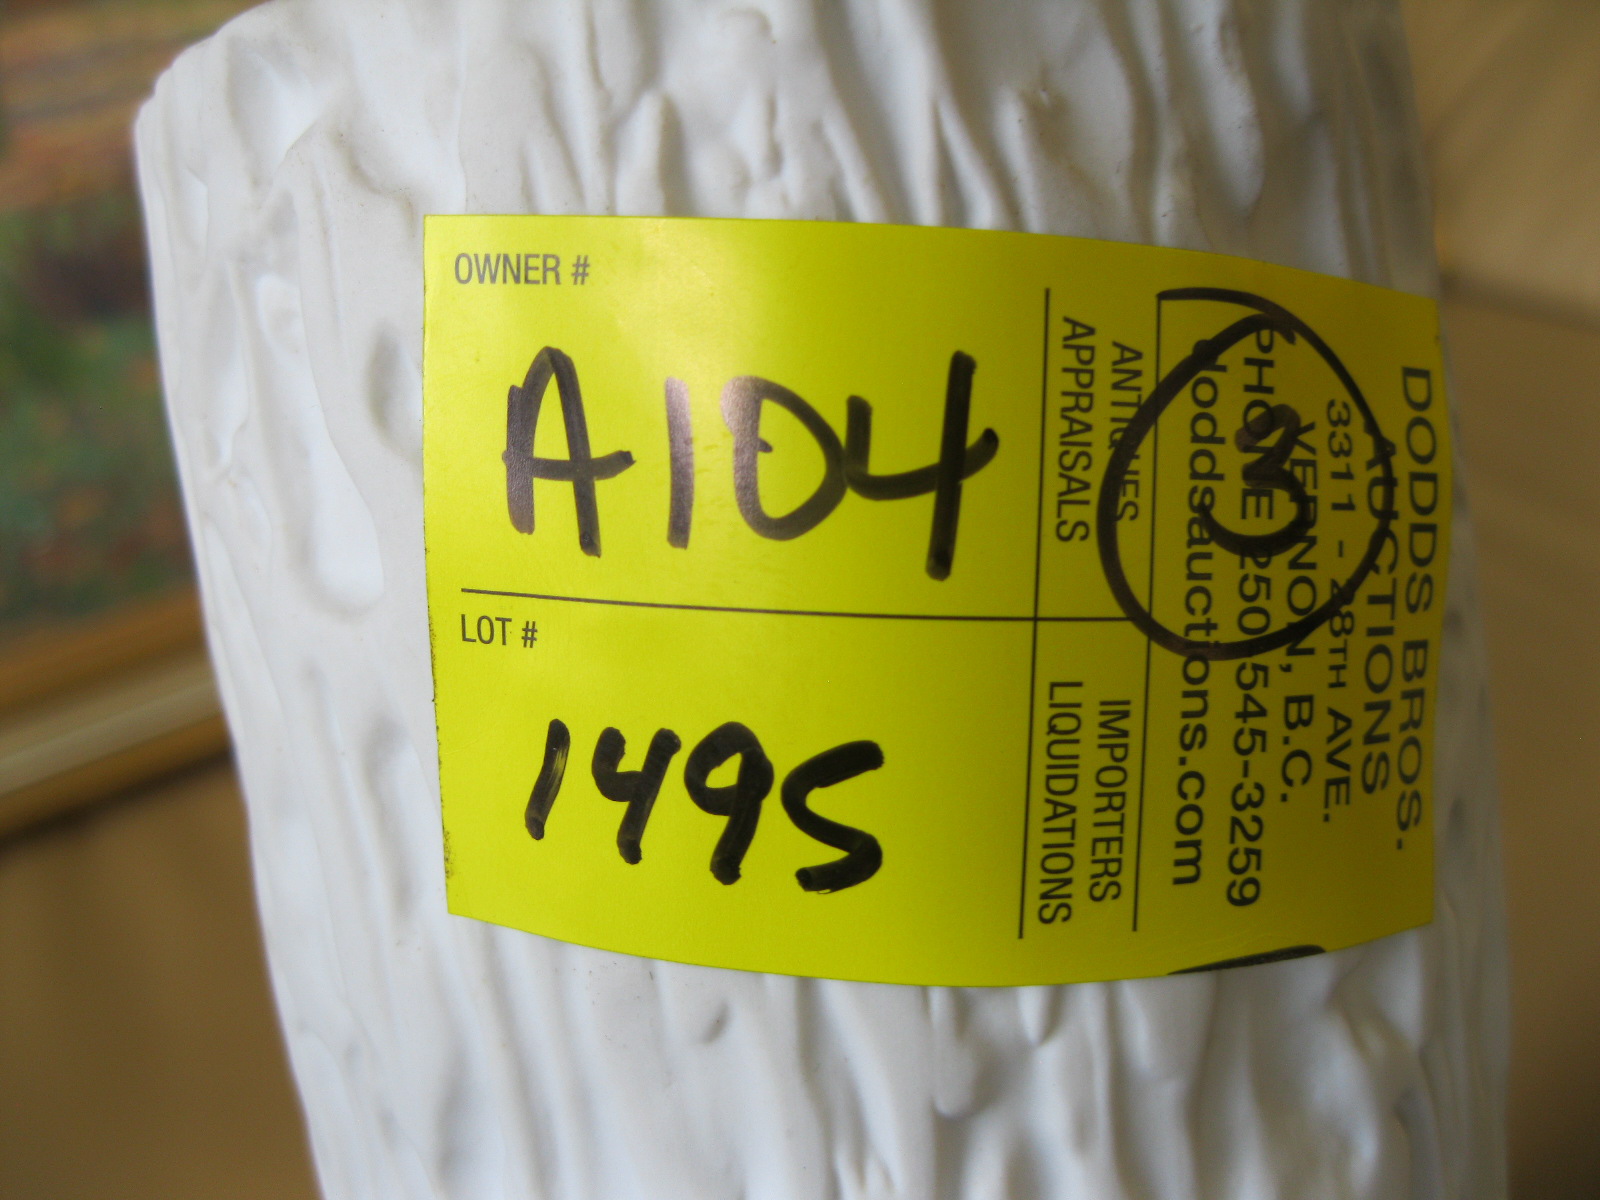 OWNER #
A104
LOT #
1495
ANTIQUES
APPRAISALS
IMPORTERS
LIQUIDATIONS
DODDS BROS.
AUCTIONS
3311 - 28TH AVE.
VERNON, B.C.
PHONE 250 545-3259
doddsauctions.com